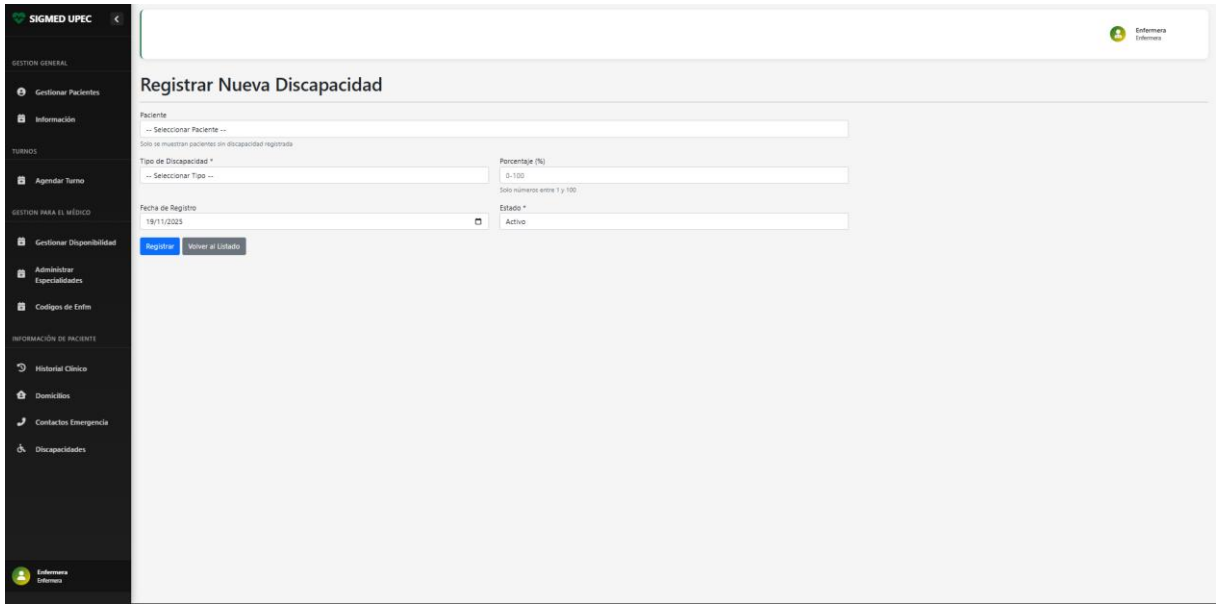 SIGMED UPEC
Enfermera
Enfermera
GESTION GENERAL
Gestionar Pacientes
Información
TURNOS
Agendar Turno
GESTION PARA EL MÉDICO
Gestionar Disponibilidad
Administrar
Especialidades
Codigos de Enfm
INFORMACIÓN DE PACIENTE
Historial Clínico
Domicilios
Contactos Emergencia
Discapacidades
Enfermera
Enfermera
Registrar Nueva Discapacidad
Paciente
-- Seleccionar Paciente --
Solo se muestran pacientes sin discapacidad registrada
Tipo de Discapacidad *
-- Seleccionar Tipo --
Porcentaje (%)
0-100
Solo números entre 1 y 100
Fecha de Registro
19/11/2025
Estado *
Activo
Registrar
Volver al Listado